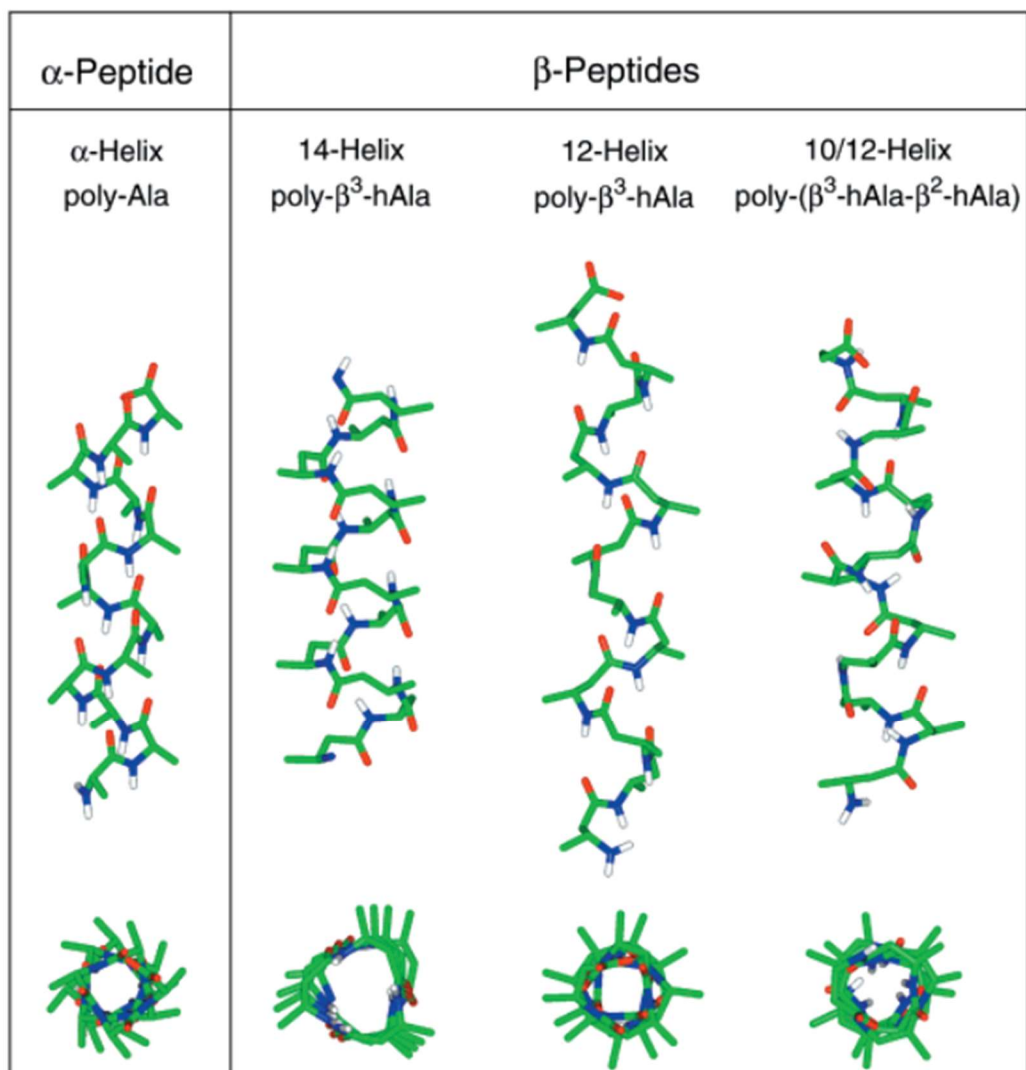 α-Peptide
β-Peptides
α-Helix
poly-Ala
14-Helix
poly-β³-hAla
12-Helix
poly-β³-hAla
10/12-Helix
poly-(β³-hAla-β²-hAla)